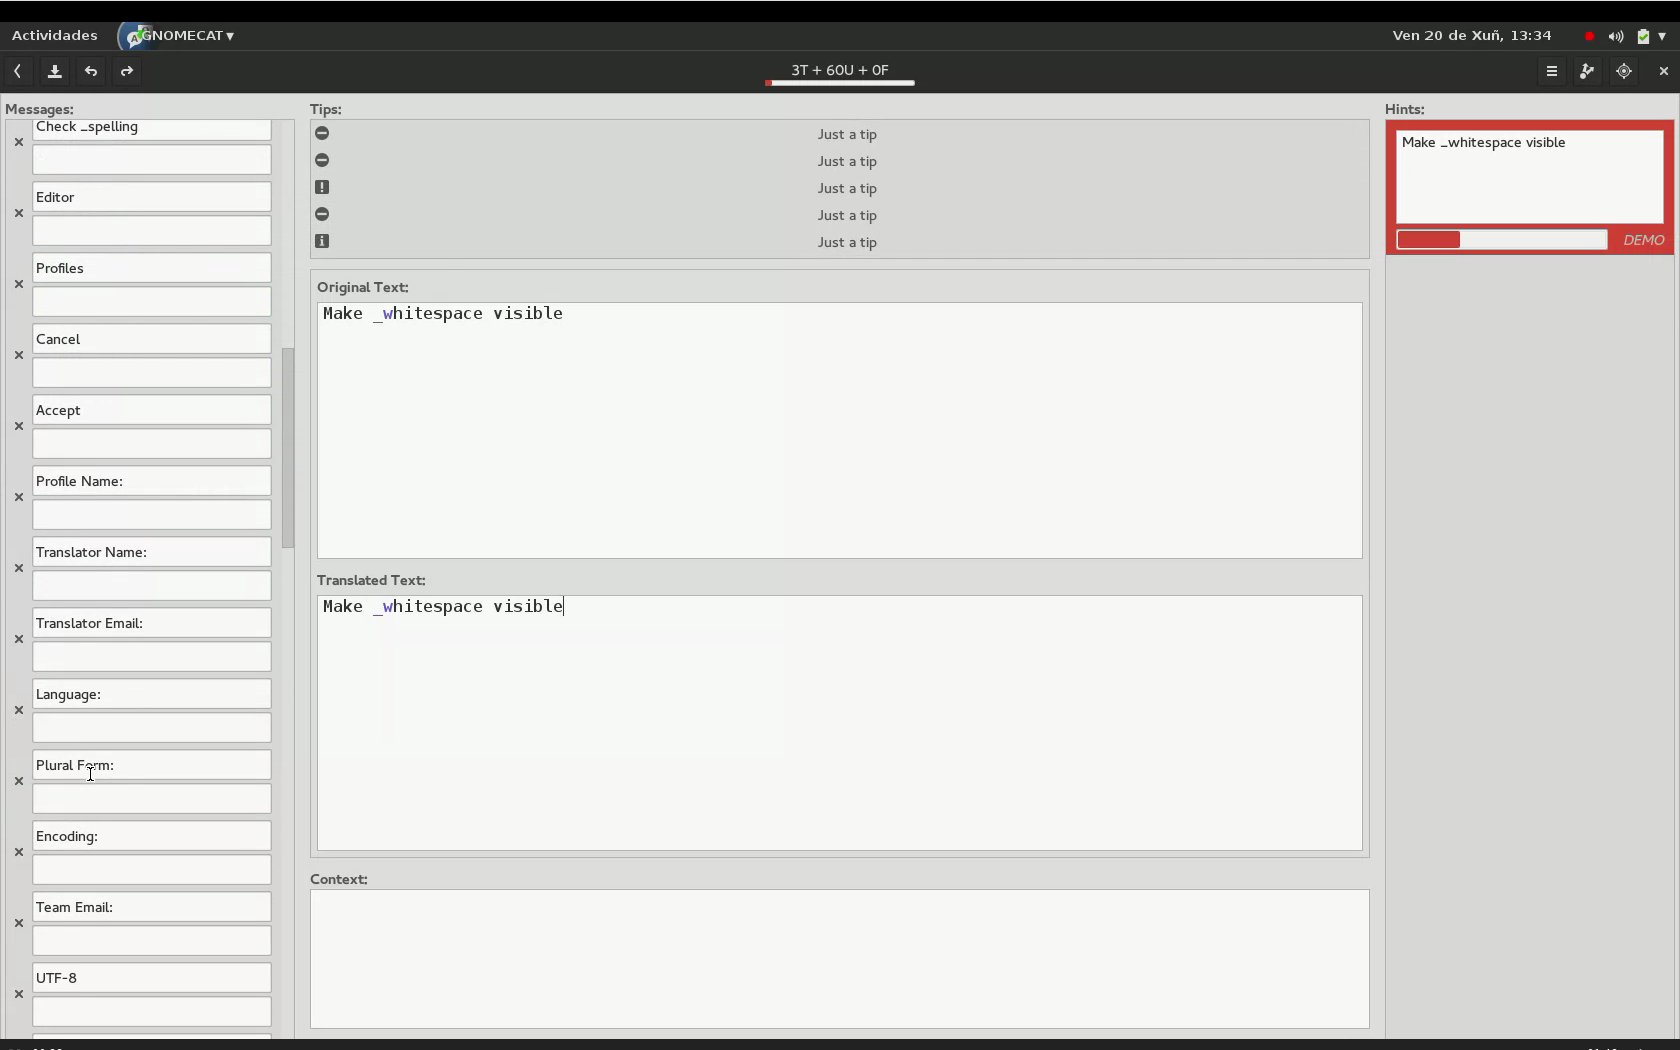 Actividades
GNOMECAT
Ven 20 de Xuñ, 13:34
3T + 60U + 0F
Messages:
Check _spelling
Editor
Profiles
Cancel
Accept
Profile Name:
Translator Name:
Translator Email:
Language:
Plural Form:
Encoding:
Team Email:
UTF-8
Tips:
Just a tip
Just a tip
Just a tip
Just a tip
Just a tip
Original Text:
Make _whitespace visible
Translated Text:
Make _whitespace visible
Context:
Hints:
Make _whitespace visible
DEMO